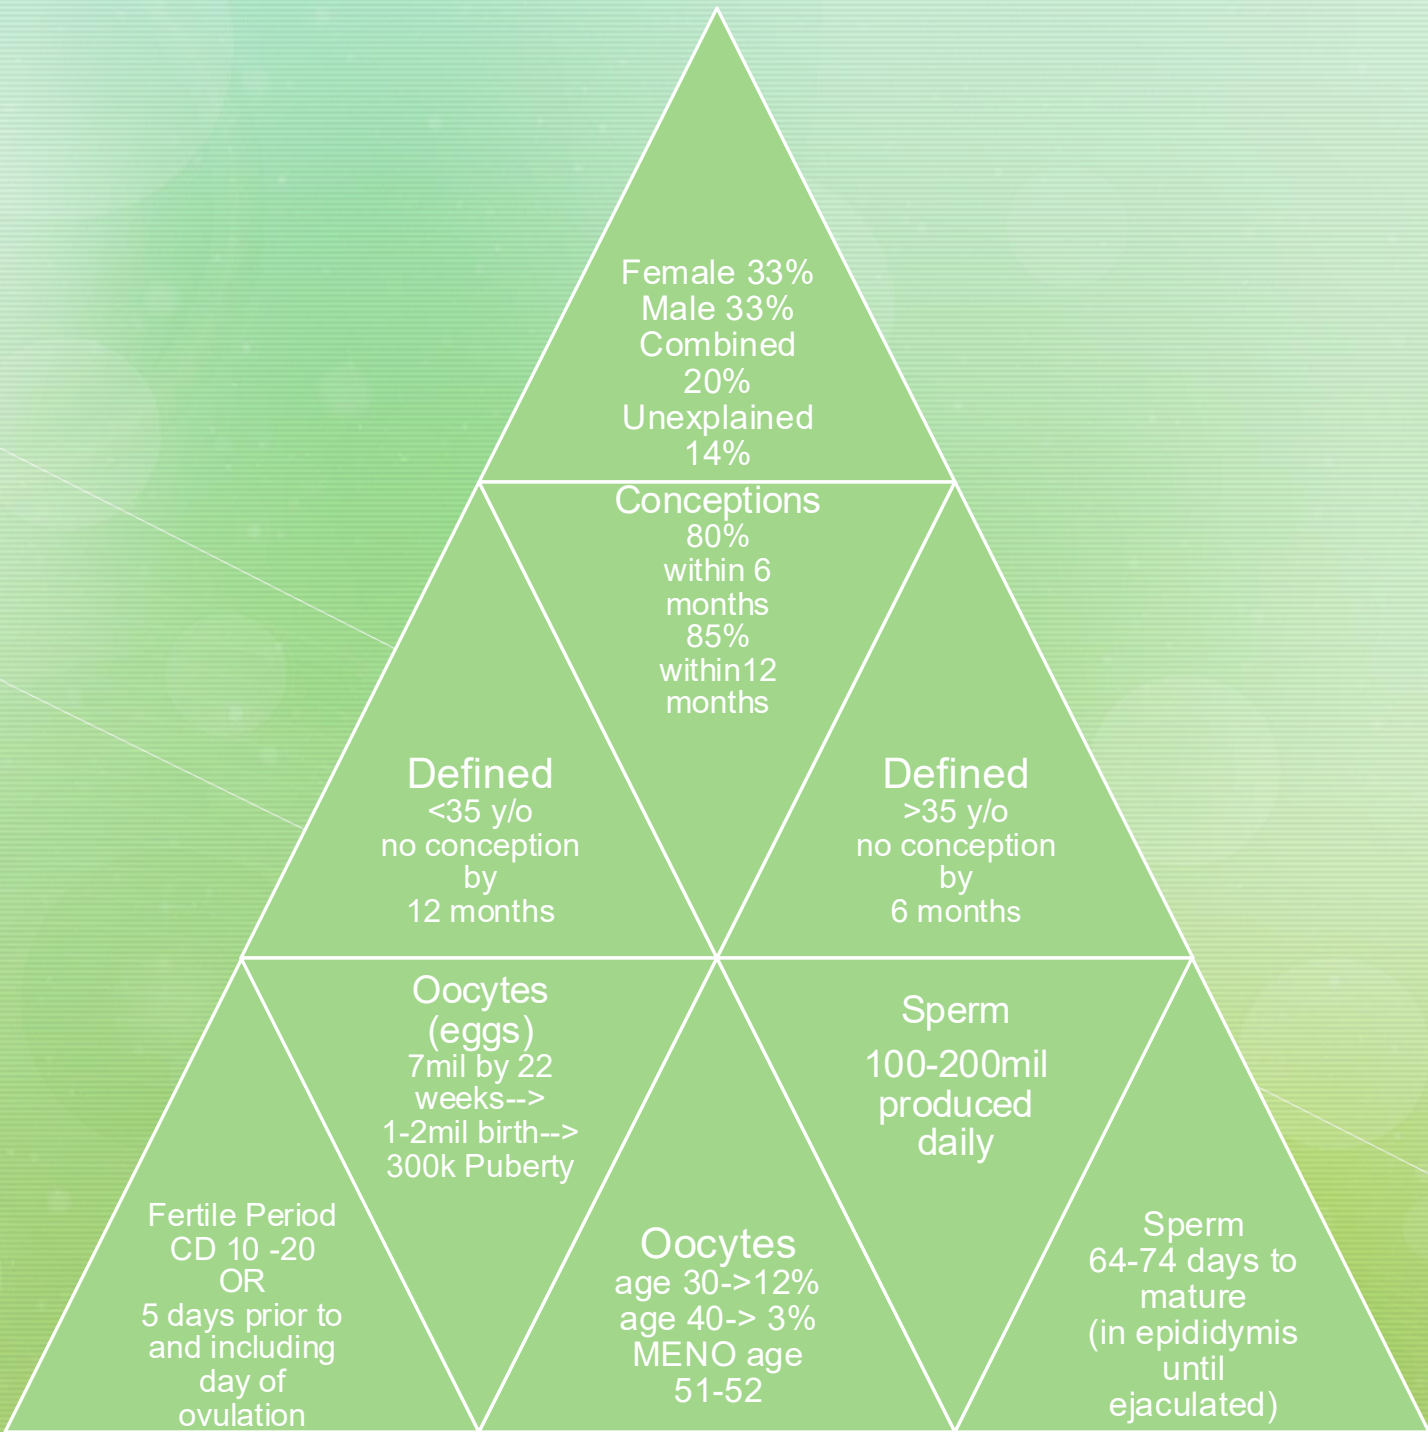 Female 33%
Male 33%
Combined
20%
Unexplained
14%
Conceptions
80%
within 6
months
85%
within12
months
Defined
<35 y/o
no conception
by
12 months
Defined
>35 y/o
no conception
by
6 months
Fertile Period
CD 10 -20
OR
5 days prior to
and including
day of
ovulation
Oocytes
(eggs)
7mil by 22
weeks-->
1-2mil birth-->
300k Puberty
Oocytes
age 30->12%
age 40-> 3%
MENO age
51-52
Sperm
100-200mil
produced
daily
Sperm
64-74 days to
mature
(in epididymis
until
ejaculated)